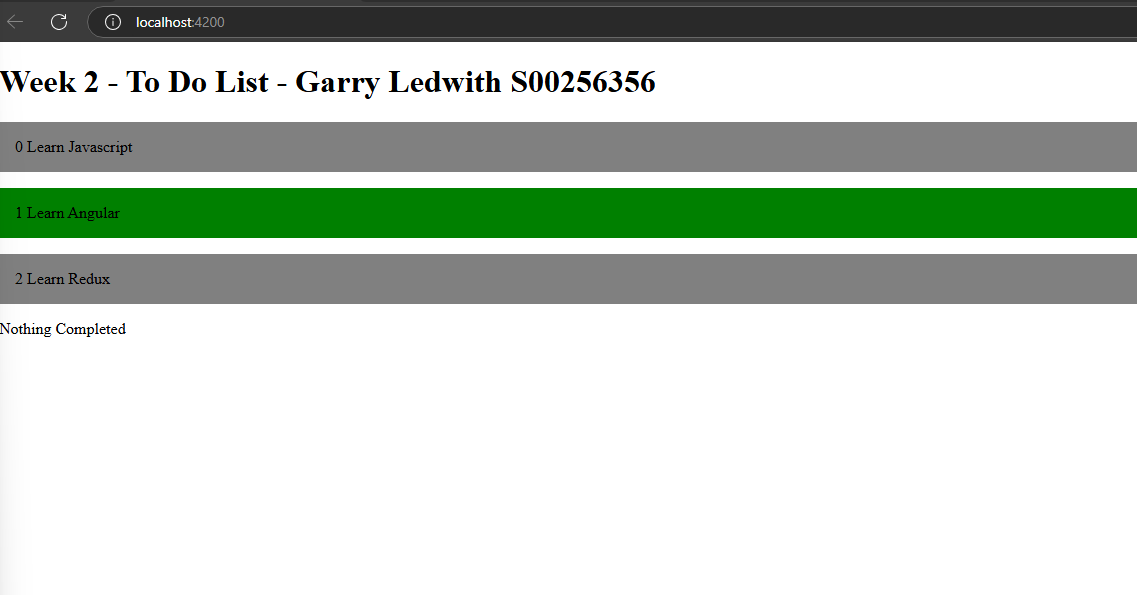 localhost:4200
Week 2 - To Do List - Garry Ledwith S00256356
0 Learn Javascript
1 Learn Angular
2 Learn Redux
Nothing Completed